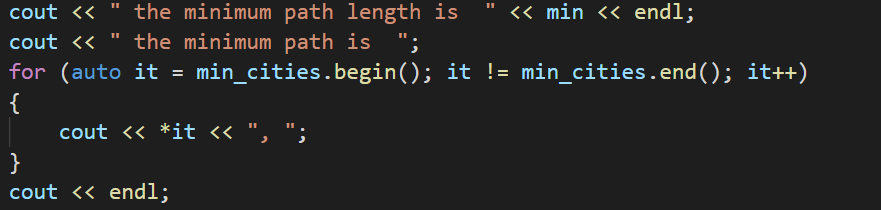 cout << " the minimum path length is  " << min << endl;
cout << " the minimum path is  ";
for (auto it = min_cities.begin(); it != min_cities.end(); it++)
{
    cout << *it << ", ";
}
cout << endl;